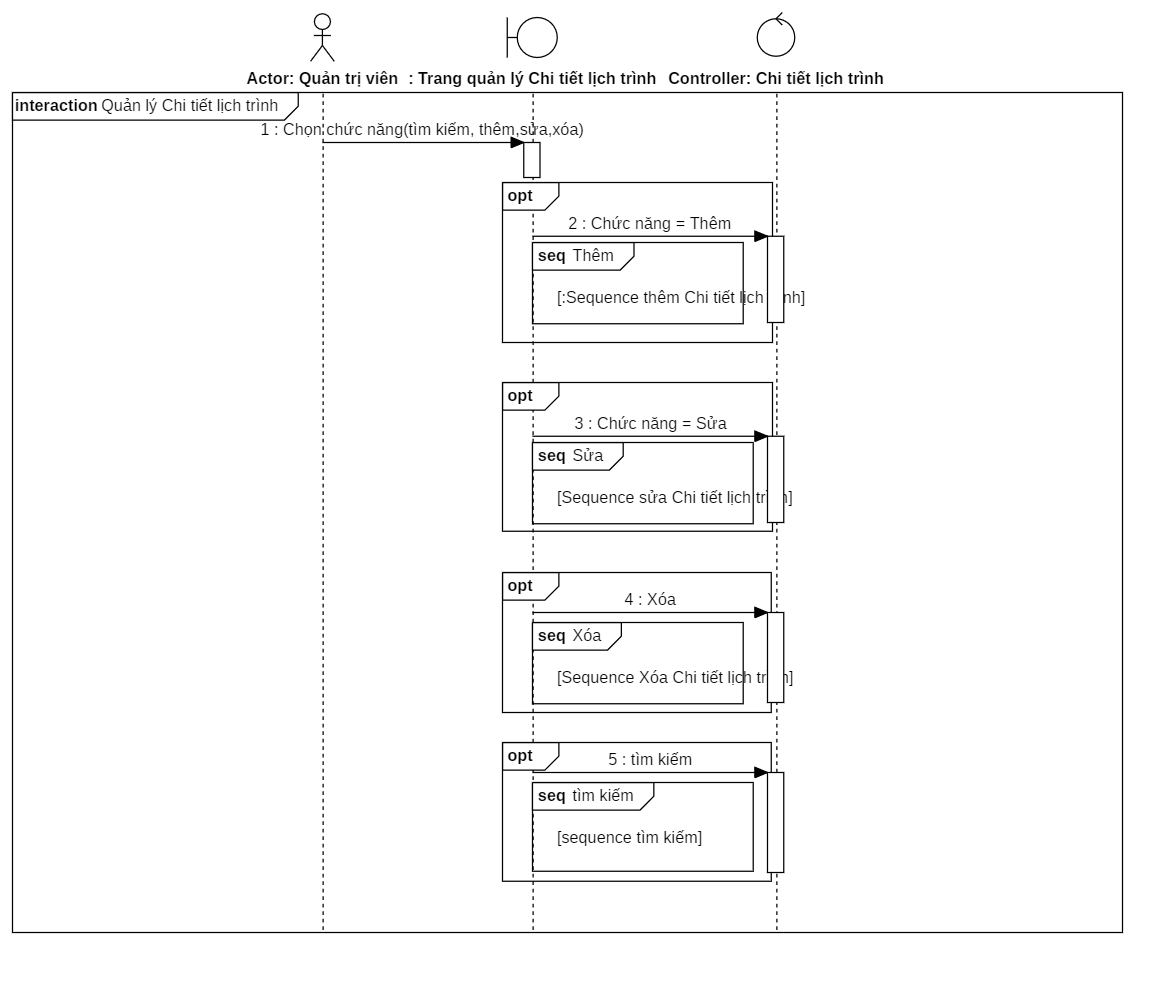 Actor: Quản trị viên : Trang quản lý Chi tiết lịch trình Controller: Chi tiết lịch trình
interaction Quản lý Chi tiết lịch trình
1 : Chọn chức năng(tìm kiếm, thêm,sửa,xóa)
opt
2 : Chức năng = Thêm
seq Thêm
[:Sequence thêm Chi tiết lịch trình]
opt
3 : Chức năng = Sửa
seq Sửa
[Sequence sửa Chi tiết lịch trình]
opt
4 : Xóa
seq Xóa
[Sequence Xóa Chi tiết lịch trình]
opt
5 : tìm kiếm
seq tìm kiếm
[sequence tìm kiếm]